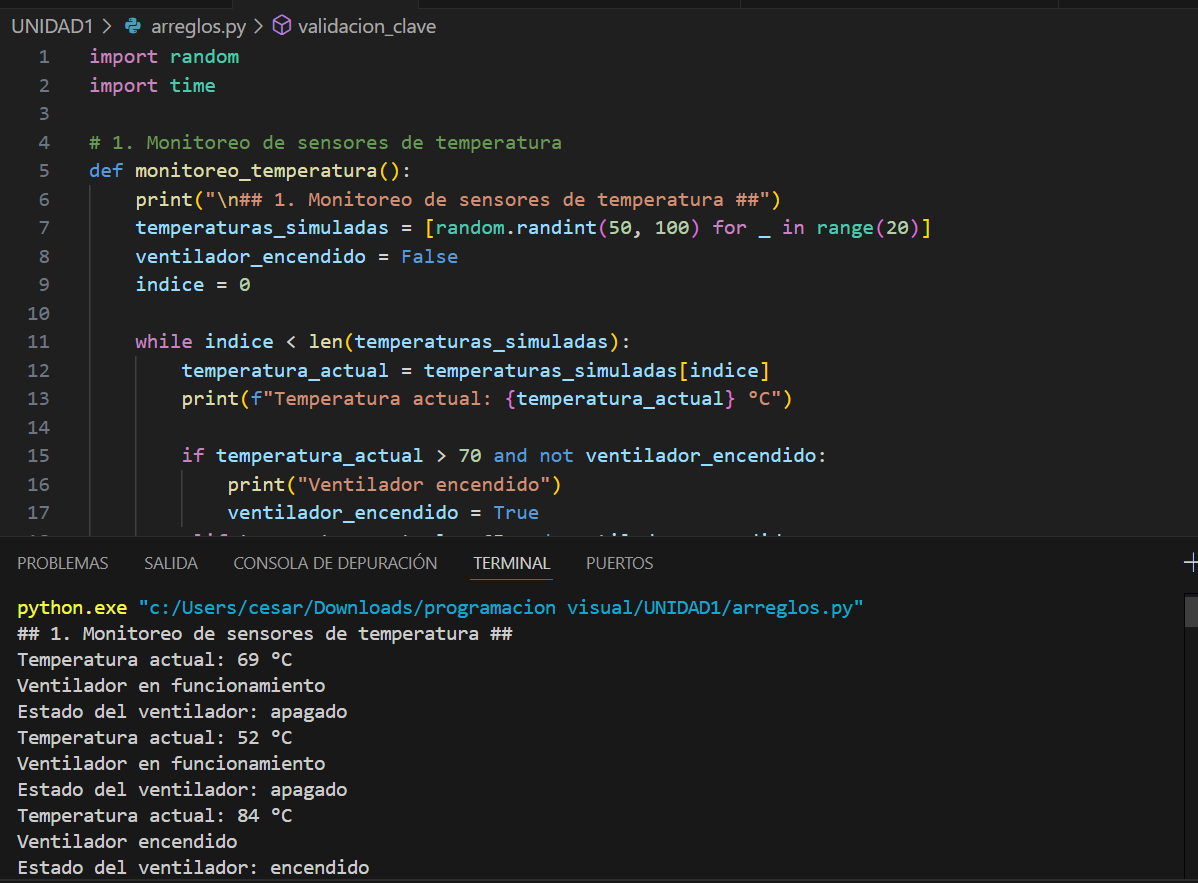 UNIDAD1 > arreglos.py > validacion_clave
1 import random
2 import time
3
4 # 1. Monitoreo de sensores de temperatura
5 def monitoreo_temperatura():
6 print("\n## 1. Monitoreo de sensores de temperatura ##")
7 temperaturas_simuladas = [random.randint(50, 100) for _ in range(20)]
8 ventilador_encendido = False
9 indice = 0
10
11 while indice < len(temperaturas_simuladas):
12 temperatura_actual = temperaturas_simuladas[indice]
13 print(f"Temperatura actual: {temperatura_actual} °C")
14
15 if temperatura_actual > 70 and not ventilador_encendido:
16 print("Ventilador encendido")
17 ventilador_encendido = True
PROBLEMAS SALIDA CONSOLA DE DEPURACIÓN TERMINAL PUERTOS
python.exe "c:/Users/cesar/Downloads/programacion visual/UNIDAD1/arreglos.py"
## 1. Monitoreo de sensores de temperatura ##
Temperatura actual: 69 °C
Ventilador en funcionamiento
Estado del ventilador: apagado
Temperatura actual: 52 °C
Ventilador en funcionamiento
Estado del ventilador: apagado
Temperatura actual: 84 °C
Ventilador encendido
Estado del ventilador: encendido